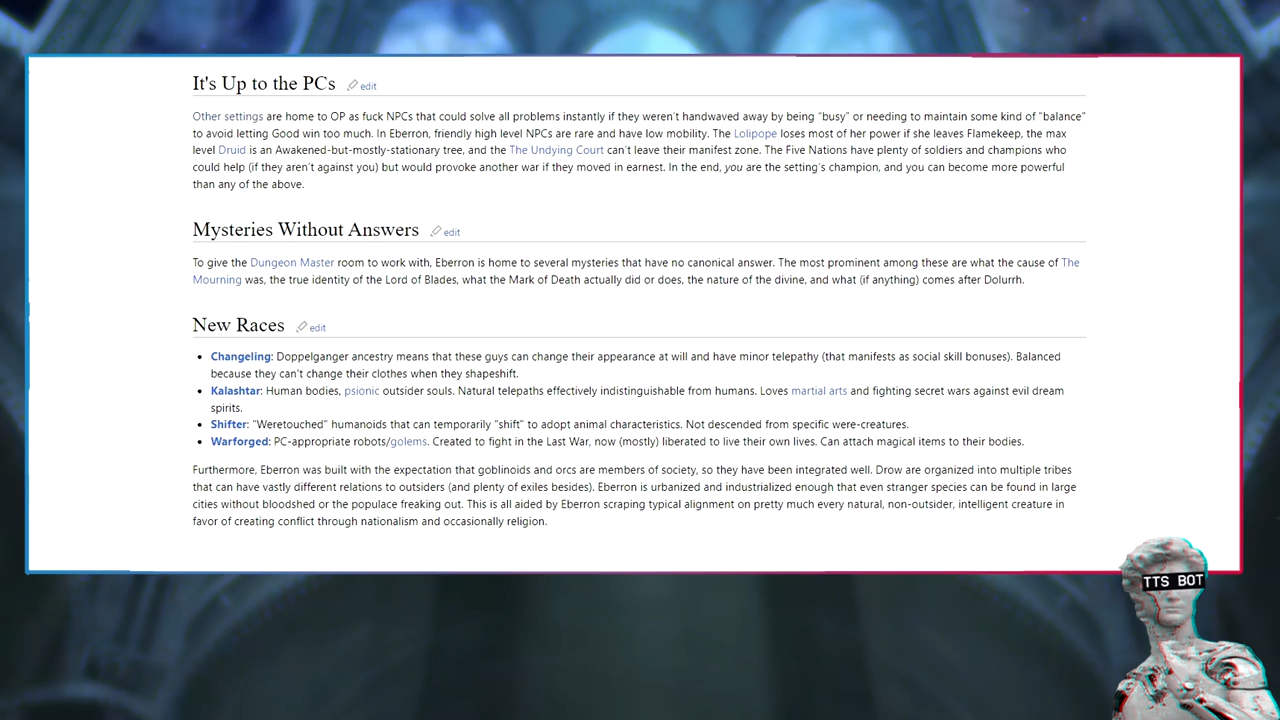 It's Up to the PCs edit
Other settings are home to OP as fuck NPCs that could solve all problems instantly if they weren't handwaved away by being "busy" or needing to maintain some kind of "balance"
to avoid letting Good win too much. In Eberron, friendly high level NPCs are rare and have low mobility. The Lolipope loses most of her power if she leaves Flamekeep, the max
level Druid is an Awakened-but-mostly-stationary tree, and the The Undying Court can't leave their manifest zone. The Five Nations have plenty of soldiers and champions who
could help (if they aren't against you) but would provoke another war if they moved in earnest. In the end, you are the setting's champion, and you can become more powerful
than any of the above.
Mysteries Without Answers edit
To give the Dungeon Master room to work with, Eberron is home to several mysteries that have no canonical answer. The most prominent among these are what the cause of The
Mourning was, the true identity of the Lord of Blades, what the Mark of Death actually did or does, the nature of the divine, and what (if anything) comes after Dolurrh.
New Races edit
• Changeling: Doppelganger ancestry means that these guys can change their appearance at will and have minor telepathy (that manifests as social skill bonuses). Balanced
because they can't change their clothes when they shapeshift.
• Kalashtar: Human bodies, psionic outsider souls. Natural telepaths effectively indistinguishable from humans. Loves martial arts and fighting secret wars against evil dream
spirits.
• Shifter: "Weretouched" humanoids that can temporarily "shift" to adopt animal characteristics. Not descended from specific were-creatures.
• Warforged: PC-appropriate robots/golems. Created to fight in the Last War, now (mostly) liberated to live their own lives. Can attach magical items to their bodies.
Furthermore, Eberron was built with the expectation that goblinoids and orcs are members of society, so they have been integrated well. Drow are organized into multiple tribes
that can have vastly different relations to outsiders (and plenty of exiles besides). Eberron is urbanized and industrialized enough that even stranger species can be found in large
cities without bloodshed or the populace freaking out. This is all aided by Eberron scraping typical alignment on pretty much every natural, non-outsider, intelligent creature in
favor of creating conflict through nationalism and occasionally religion.
TTS BOT